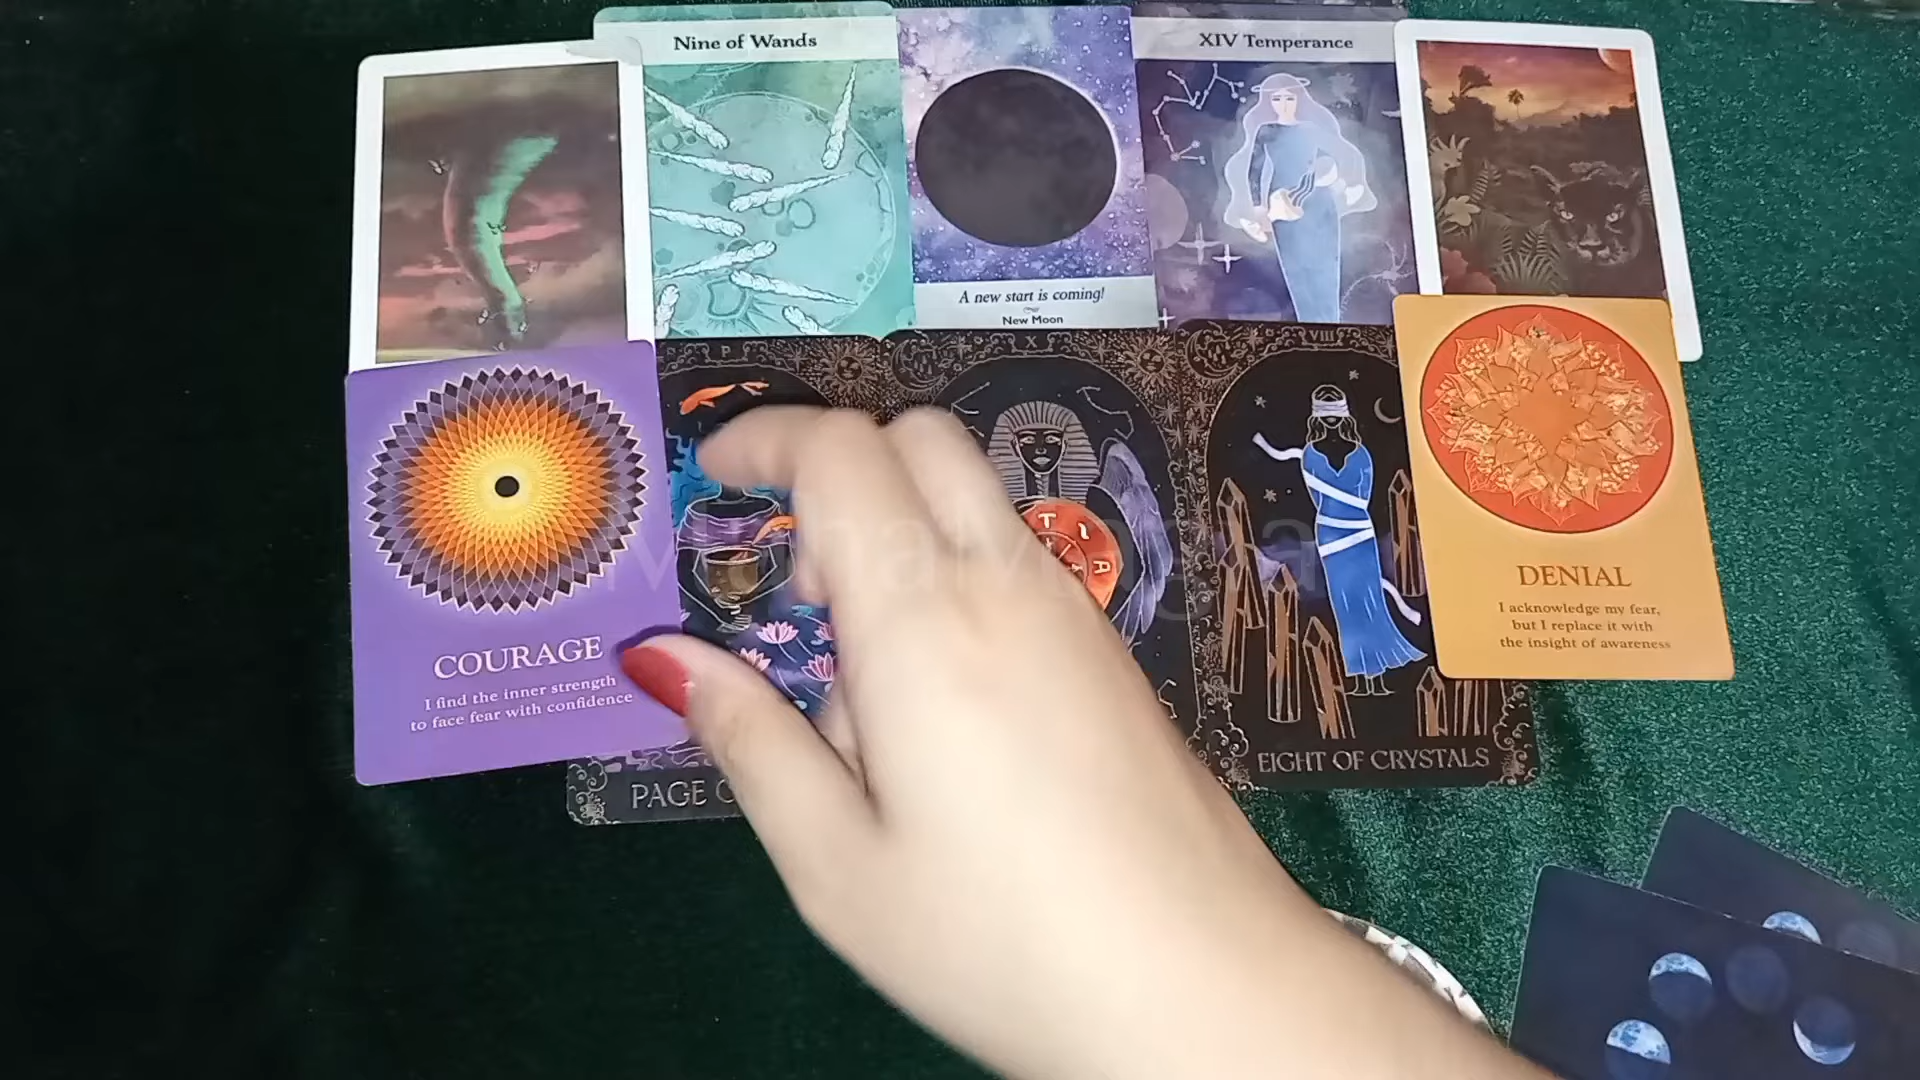 Nine of Wands
XIV Temperance
A new start is coming!
New Moon
P
X
VIII
COURAGE
I find the inner strength
to face fear with confidence
PAGE
EIGHT OF CRYSTALS
DENIAL
I acknowledge my fear,
but I replace it with
the insight of awareness
T
A